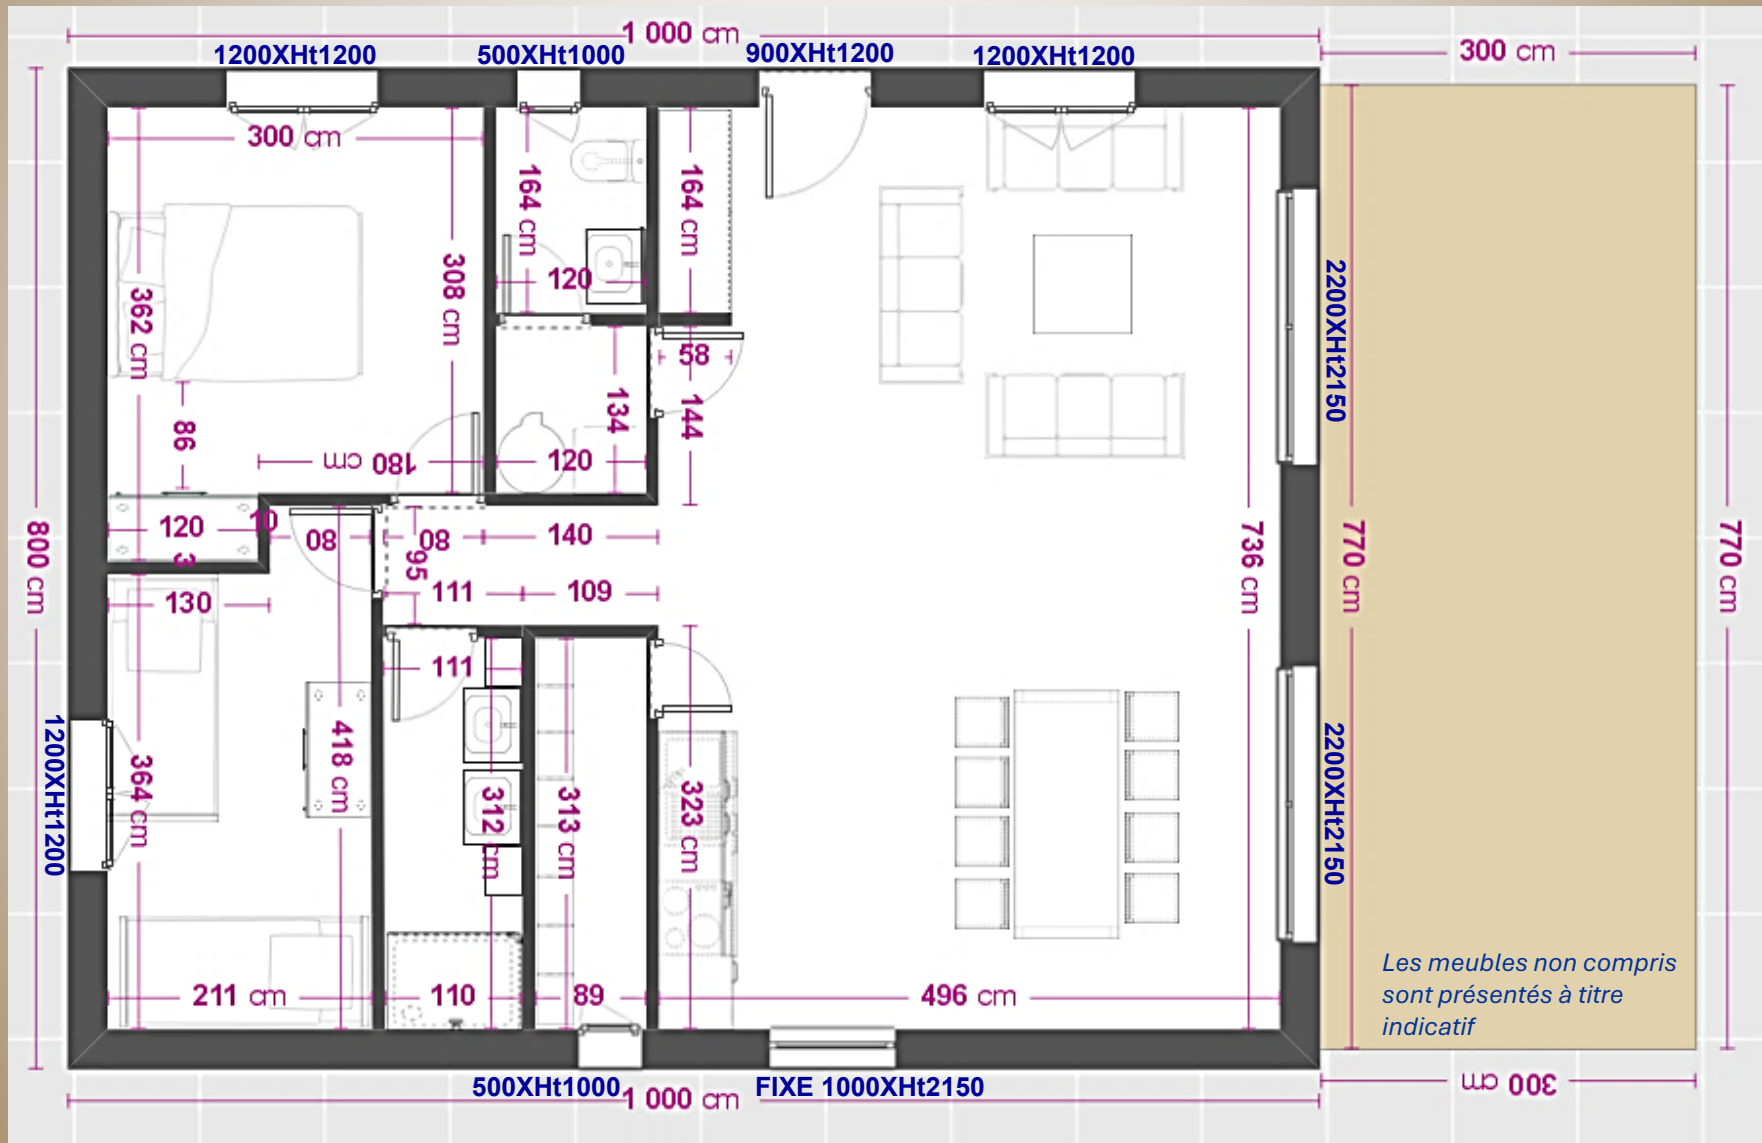 1 000 cm
1200XHt1200
500XHt1000
900XHt1200
1200XHt1200
300 cm
300 cm
164 cm
164 cm
120
308 cm
362 cm
86
180 cm
58
144
134
120
2200XHt2150
800 cm
120
3
10
80
80
95
140
111
109
130
736 cm
770 cm
770 cm
111
1200XHt1200
364 cm
418 cm
312 cm
313 cm
323 cm
2200XHt2150
211 cm
110
89
496 cm
Les meubles non compris
sont présentés à titre
indicatif
500XHt1000
FIXE 1000XHt2150
1 000 cm
300 cm